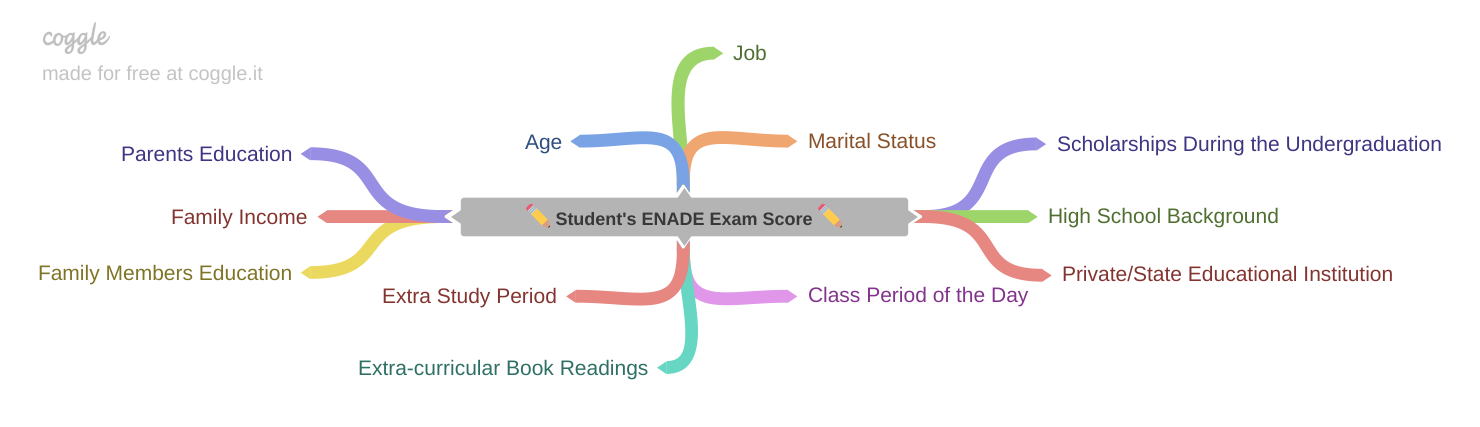 coggle
made for free at coggle.it
Job
Age
Marital Status
Parents Education
Scholarships During the Undergraduation
Family Income
Student's ENADE Exam Score
High School Background
Family Members Education
Private/State Educational Institution
Extra Study Period
Class Period of the Day
Extra-curricular Book Readings